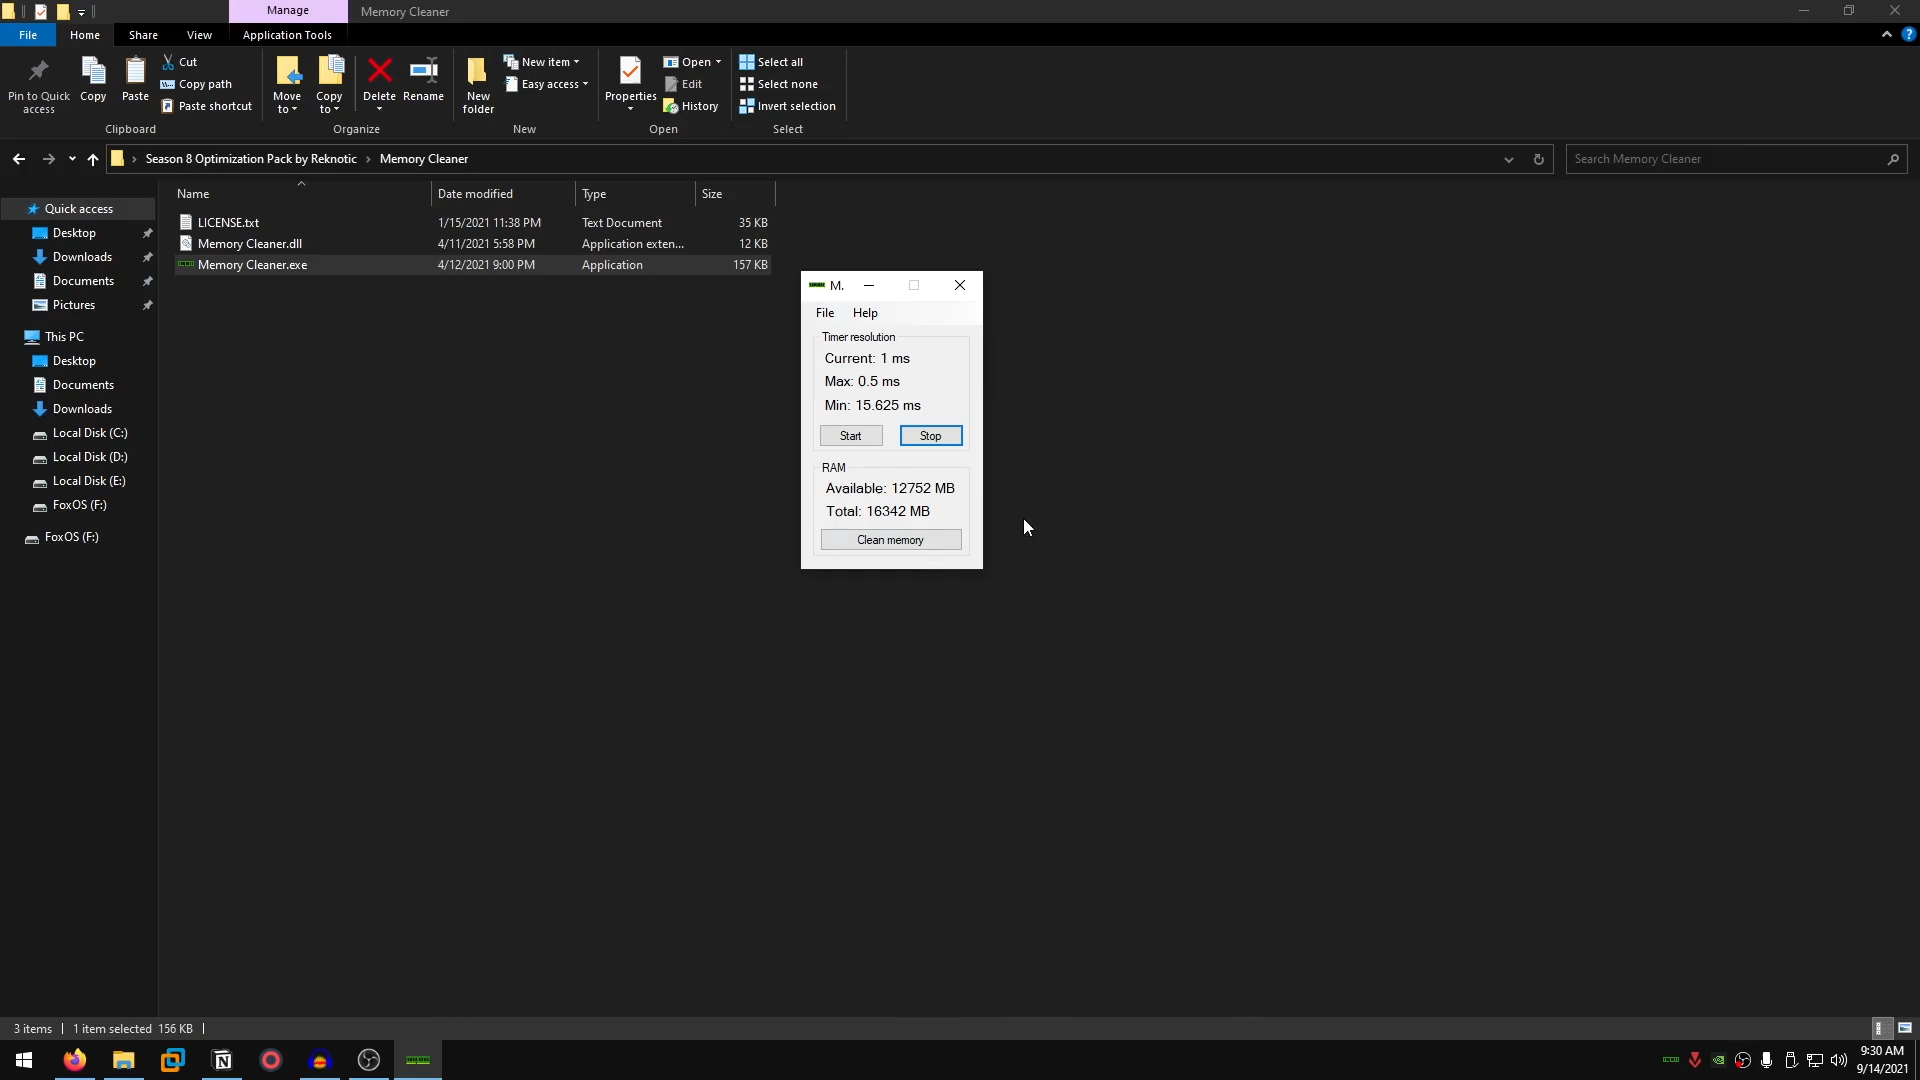 Manage
Memory Cleaner
File
Home
Share
View
Application Tools
Pin to Quick access
Copy
Paste
Cut
Copy path
Paste shortcut
Clipboard
Move to
Copy to
Delete
Rename
Organize
New folder
New item
Easy access
New
Properties
Open
Edit
History
Open
Select all
Select none
Invert selection
Select
Season 8 Optimization Pack by Reknotic > Memory Cleaner
Search Memory Cleaner
Name
Date modified
Type
Size
LICENSE.txt 1/15/2021 11:38 PM Text Document 35 KB
Memory Cleaner.dll 4/11/2021 5:58 PM Application exten... 12 KB
Memory Cleaner.exe 4/12/2021 9:00 PM Application 157 KB
Quick access
Desktop
Downloads
Documents
Pictures
This PC
Desktop
Documents
Downloads
Local Disk (C:)
Local Disk (D:)
Local Disk (E:)
FoxOS (F:)
FoxOS (F:)
M.
File Help
Timer resolution
Current: 1 ms
Max: 0.5 ms
Min: 15.625 ms
Start Stop
RAM
Available: 12752 MB
Total: 16342 MB
Clean memory
3 items
1 item selected 156 KB
9:30 AM
9/14/2021